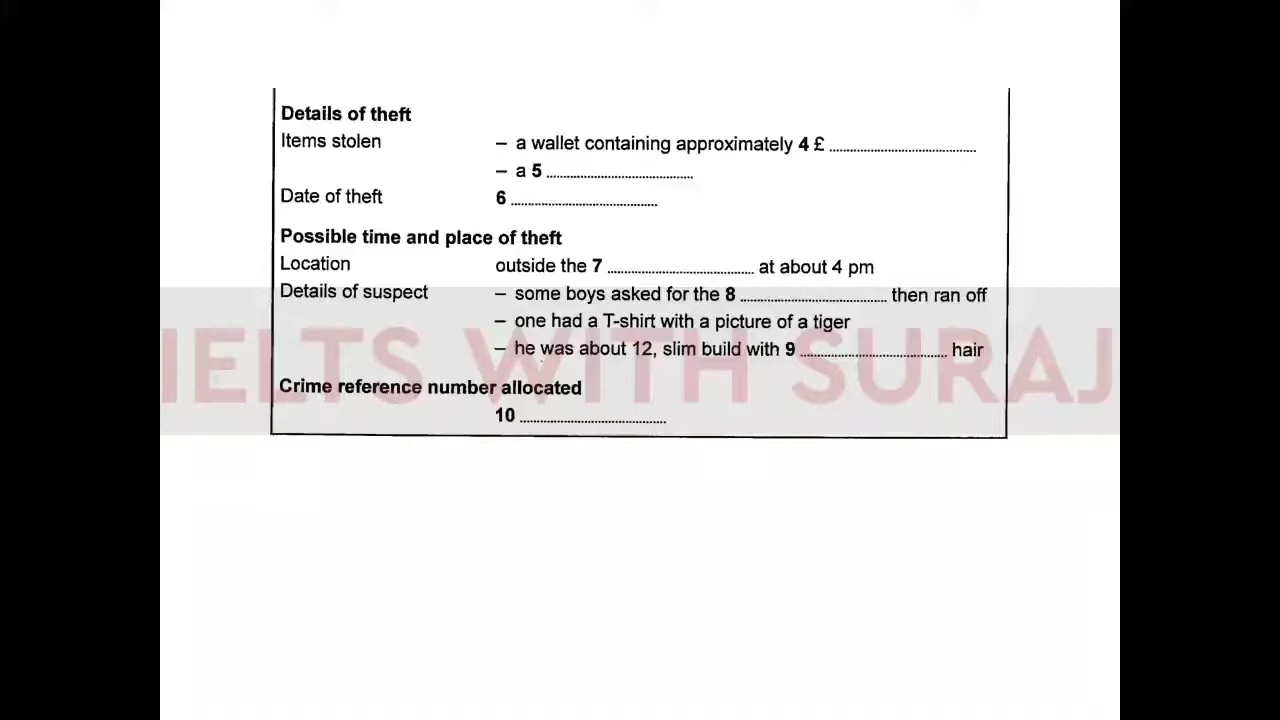 Details of theft
Items stolen – a wallet containing approximately 4 £ ..............................
– a 5 ..............................
Date of theft 6 ..............................
Possible time and place of theft
Location outside the 7 .............................. at about 4 pm
Details of suspect – some boys asked for the 8 .............................. then ran off
– one had a T-shirt with a picture of a tiger
– he was about 12, slim build with 9 .............................. hair
IELTS WITH SURAJ
Crime reference number allocated
10 ..............................